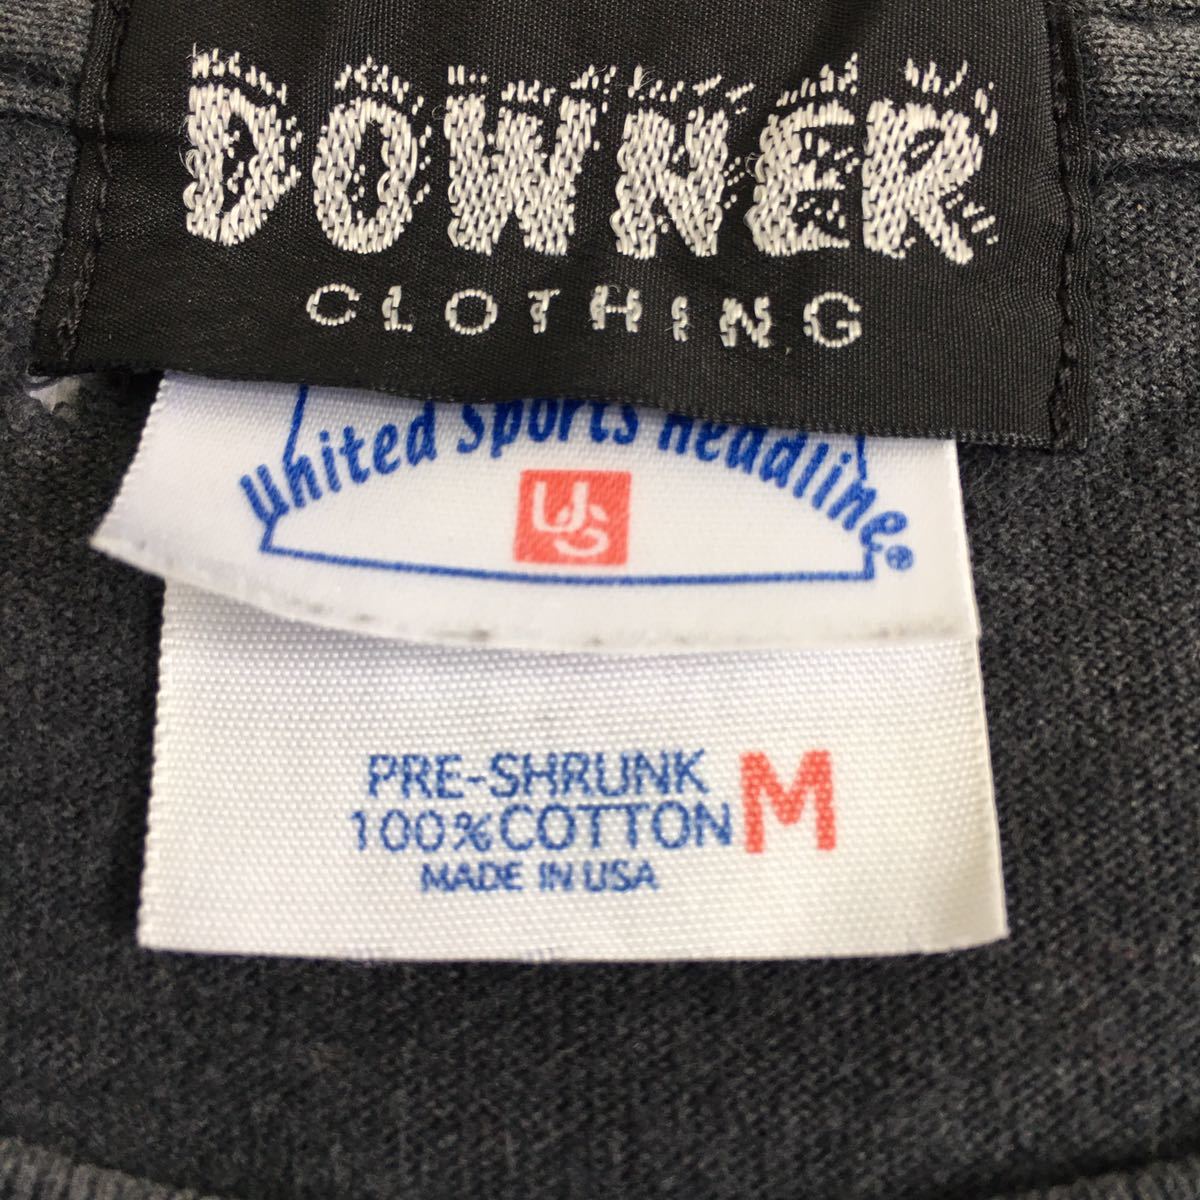 DOWNER
CLOTHING
United Sports Headline®
US
PRE-SHRUNK
100%COTTON M
MADE IN USA